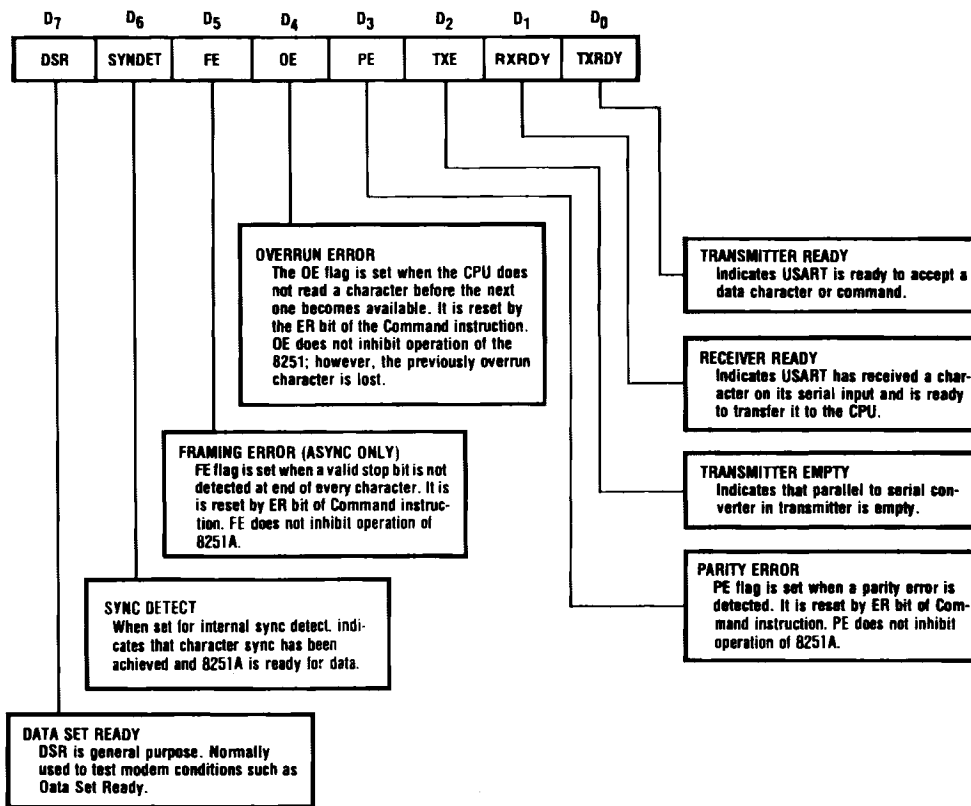 D7 D6 D5 D4 D3 D2 D1 D0
DSR SYNDET FE OE PE TXE RXRDY TXRDY
OVERRUN ERROR
The OE flag is set when the CPU does
not read a character before the next
one becomes available. It is reset by
the ER bit of the Command instruction.
OE does not inhibit operation of the
8251; however, the previously overrun
character is lost.
TRANSMITTER READY
Indicates USART is ready to accept a
data character or command.
RECEIVER READY
Indicates USART has received a char-
acter on its serial input and is ready
to transfer it to the CPU.
FRAMING ERROR (ASYNC ONLY)
FE flag is set when a valid stop bit is not
detected at end of every character. It is
is reset by ER bit of Command instruc-
tion. FE does not inhibit operation of
8251A.
TRANSMITTER EMPTY
Indicates that parallel to serial con-
verter in transmitter is empty.
PARITY ERROR
PE flag is set when a parity error is
detected. It is reset by ER bit of Com-
mand instruction. PE does not inhibit
operation of 8251A.
SYNC DETECT
When set for internal sync detect, indi-
cates that character sync has been
achieved and 8251A is ready for data.
DATA SET READY
DSR is general purpose. Normally
used to test modem conditions such as
Data Set Ready.